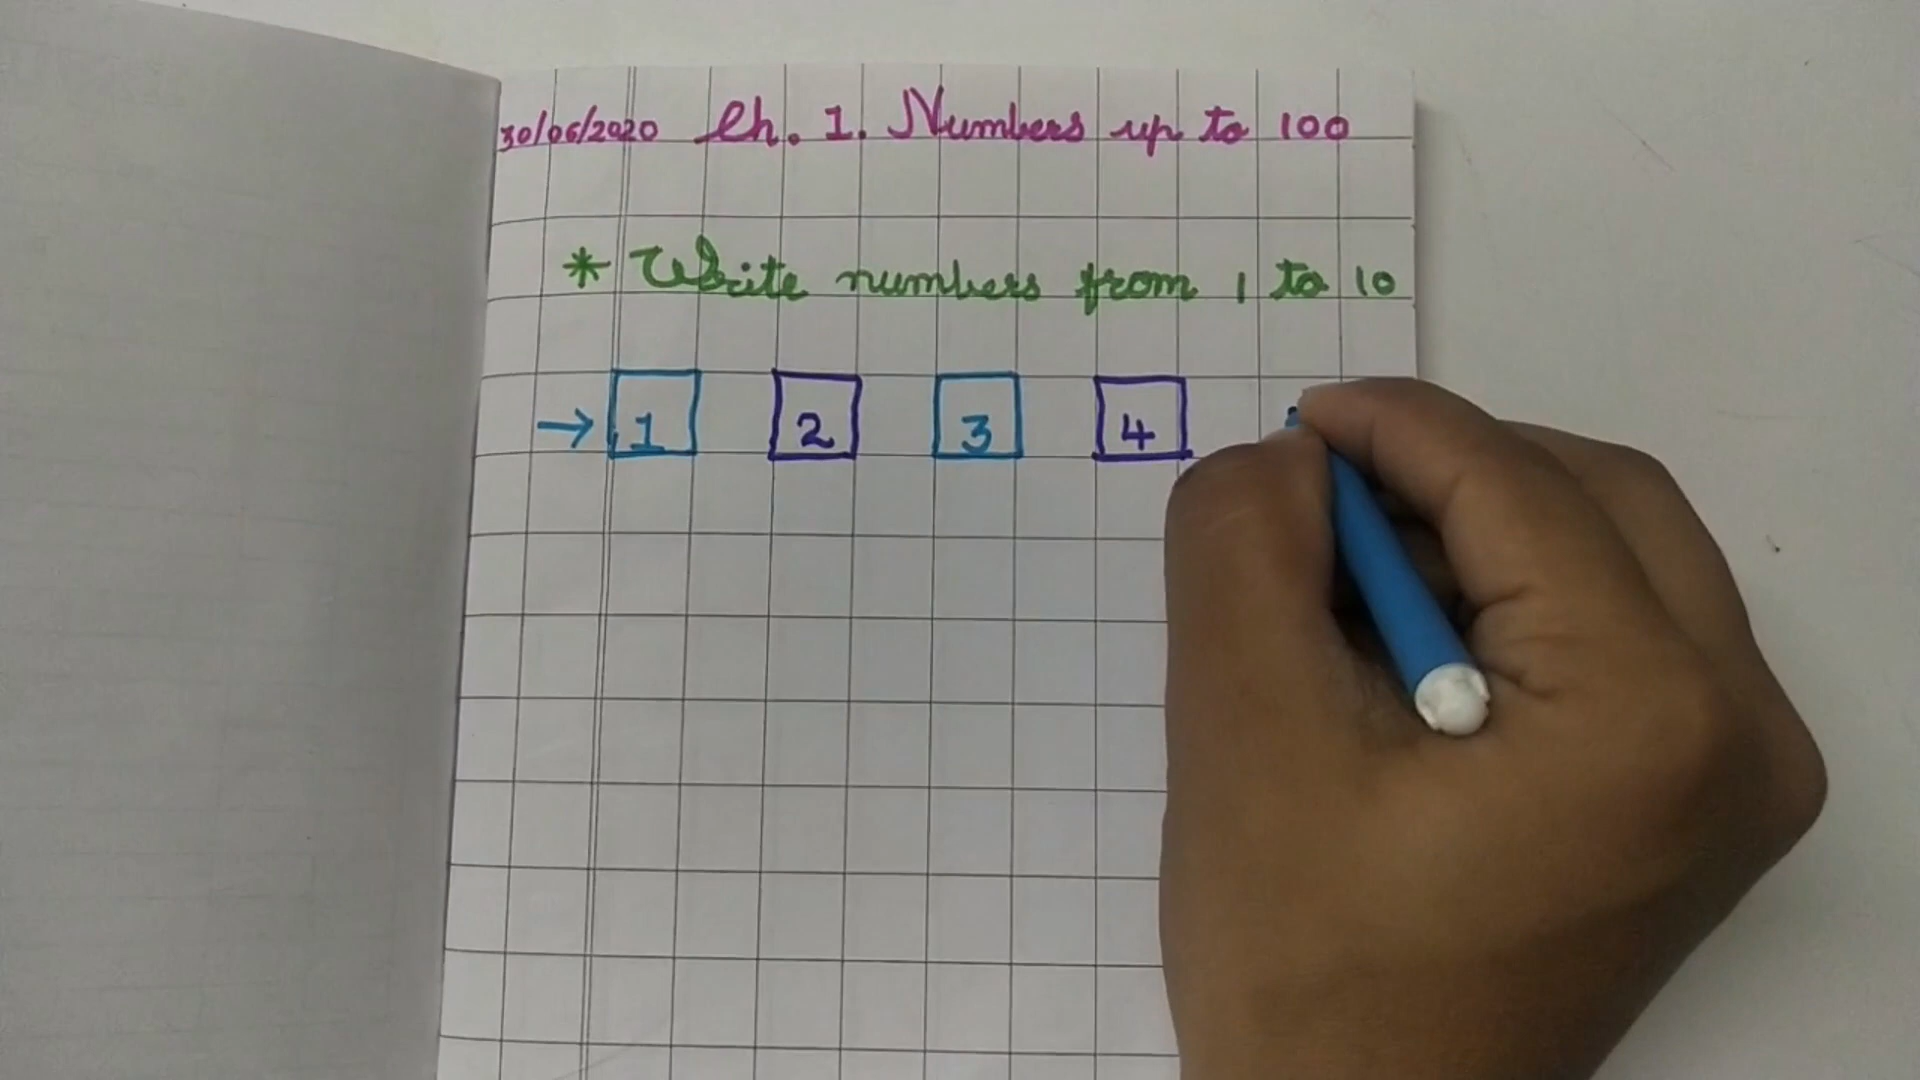 30/06/2020 Ch. 1. Numbers up to 100
* Write numbers from 1 to 10
→ 1 2 3 4